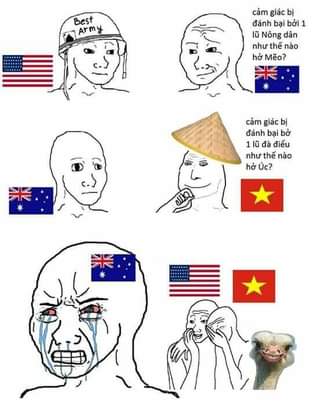 Best
Army
cảm giác bị
đánh bại bởi 1
lũ Nông dân
như thế nào
hở Mẽo?
cảm giác bị
đánh bại bở
1 lũ đà điểu
như thế nào
hở Úc?